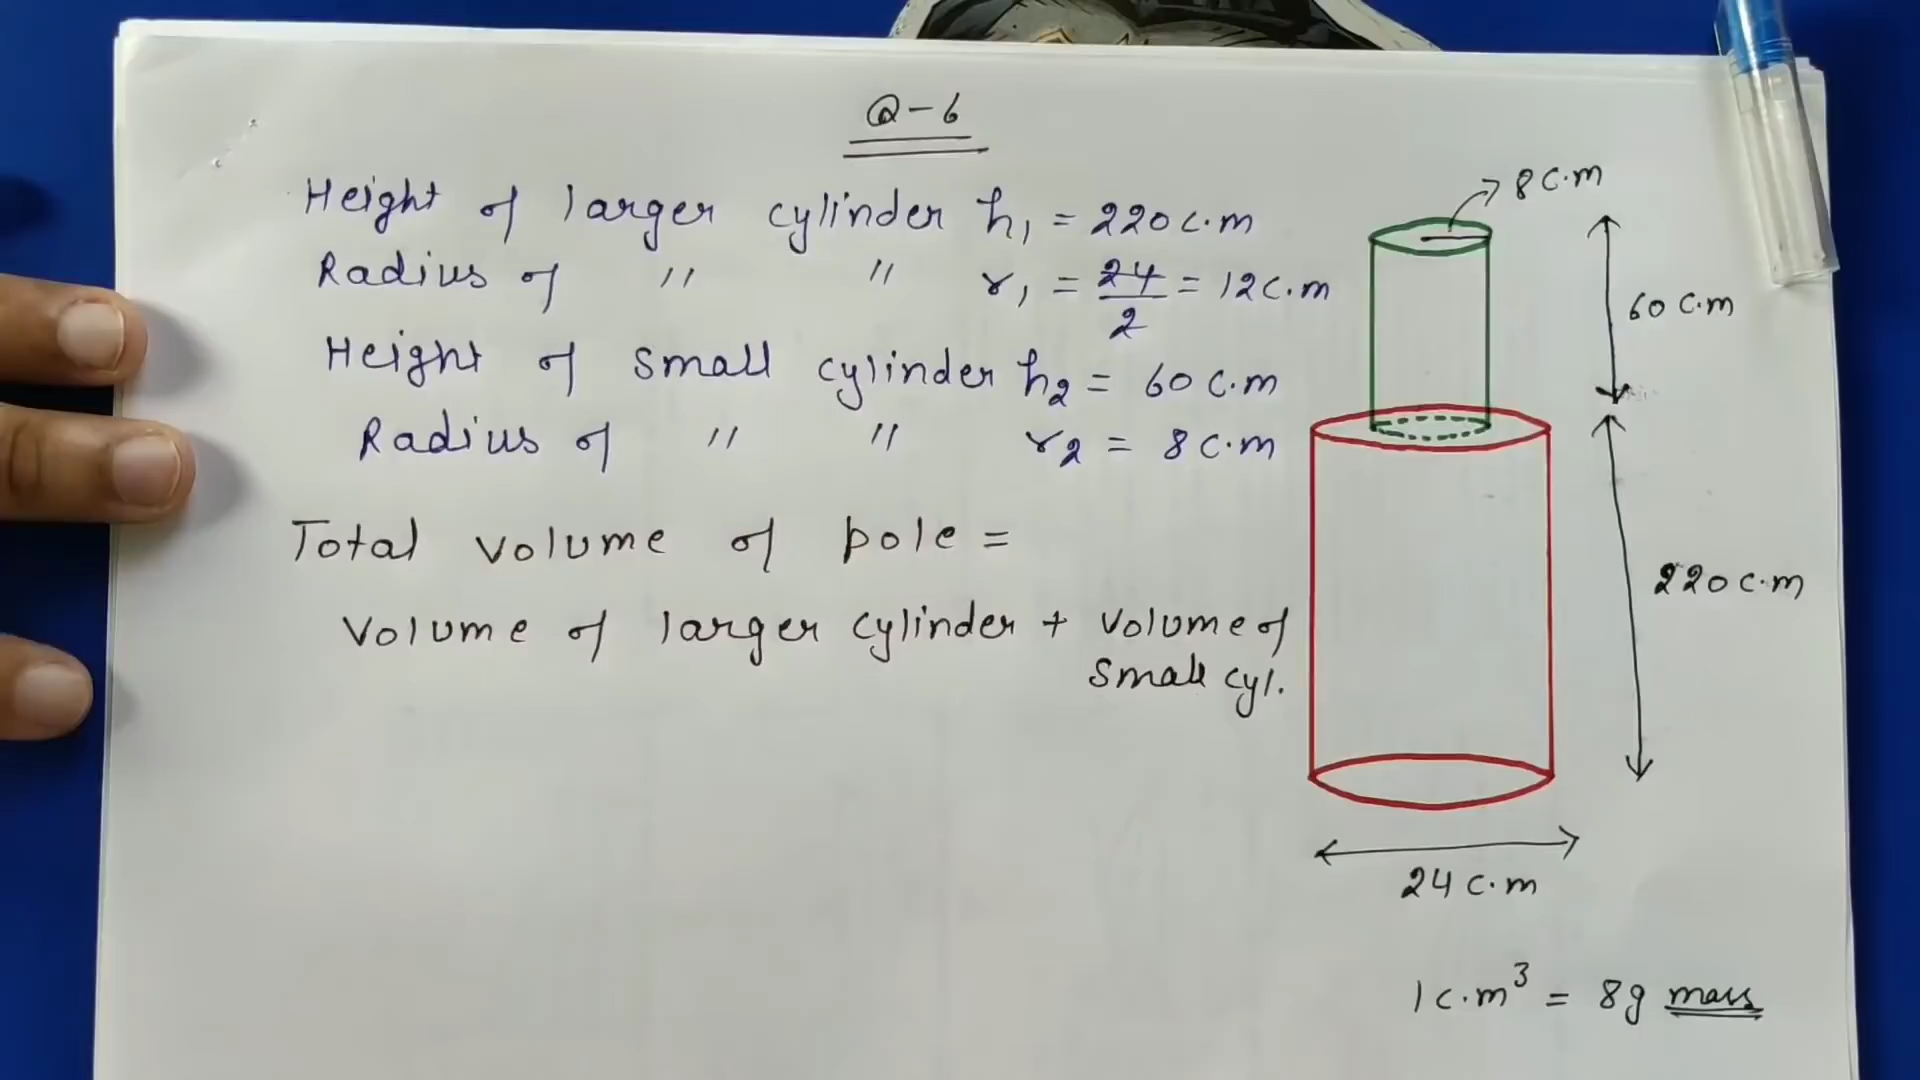 Q-6
Height of larger cylinder h₁ = 220 c.m
Radius of " " r₁ = 24/2 = 12 c.m
Height of small cylinder h₂ = 60 c.m
Radius of " " r₂ = 8 c.m
Total volume of pole =
Volume of larger cylinder + volume of
small cyl.
8 c.m
60 c.m
220 c.m
24 c.m
1 c.m³ = 8g mass